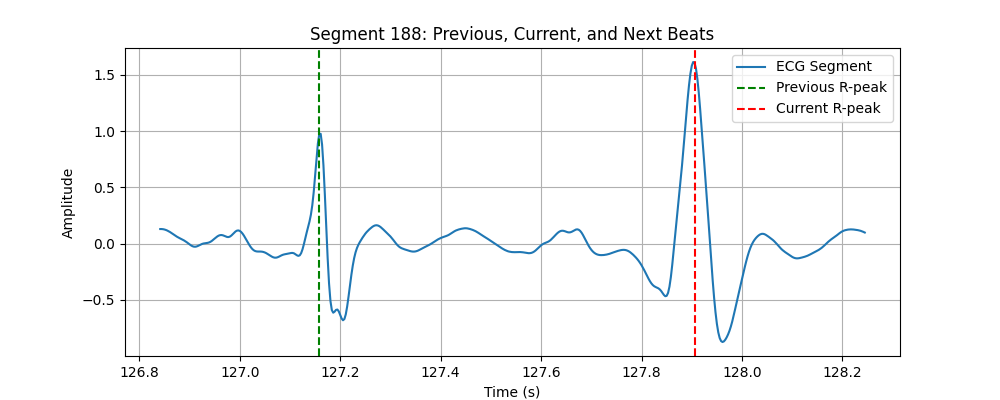 Segment 188: Previous, Current, and Next Beats
ECG Segment
Previous R-peak
Current R-peak
Amplitude
1.5
1.0
0.5
0.0
−0.5
126.8 127.0 127.2 127.4 127.6 127.8 128.0 128.2
Time (s)